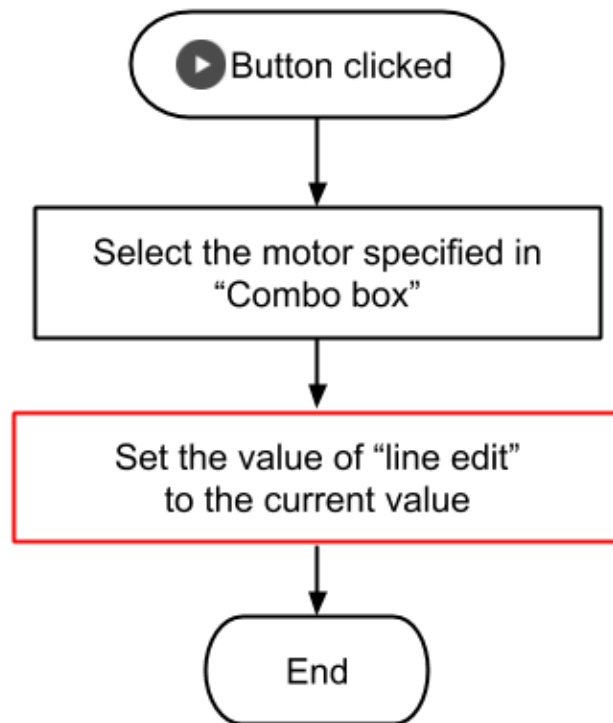 Button clicked
Select the motor specified in
“Combo box”
Set the value of “line edit”
to the current value
End